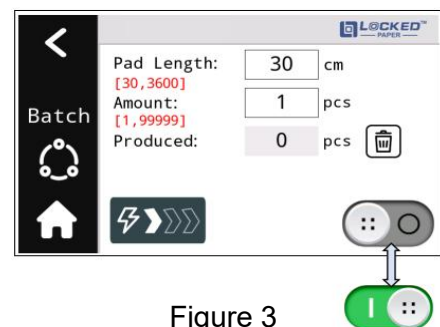 LOCKED
PAPER
Pad Length: 30 cm
[30,3600]
Amount: 1 pcs
[1,99999]
Batch
Produced: 0 pcs
Figure 3